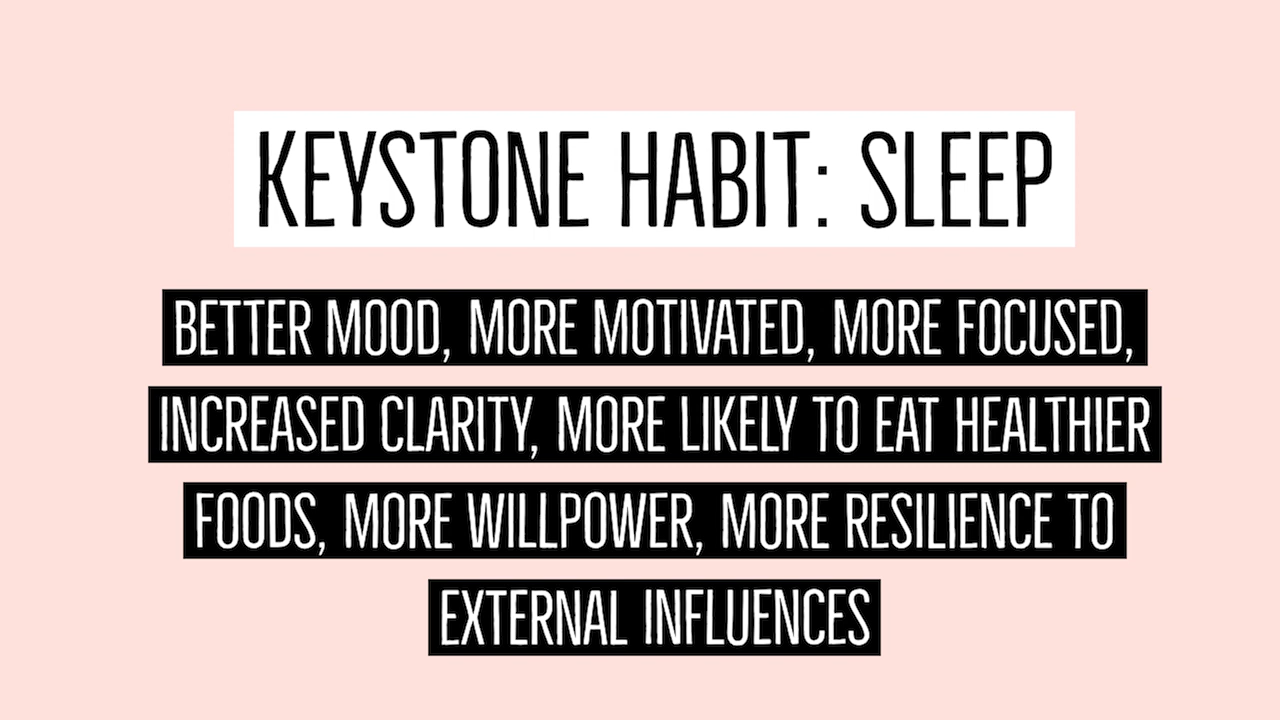 KEYSTONE HABIT: SLEEP
BETTER MOOD, MORE MOTIVATED, MORE FOCUSED,
INCREASED CLARITY, MORE LIKELY TO EAT HEALTHIER
FOODS, MORE WILLPOWER, MORE RESILIENCE TO
EXTERNAL INFLUENCES